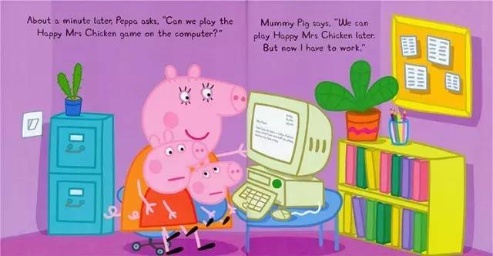 About a minute later, Peppa asks, "Can we play the
Happy Mrs Chicken game on the computer?"
Mummy Pig says, "We can
play Happy Mrs Chicken later.
But now I have to work."